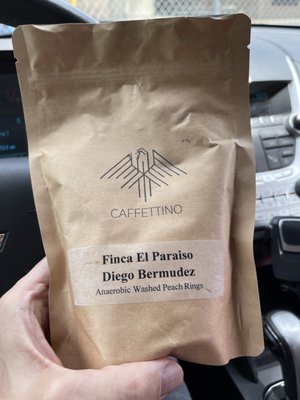 CAFFETTINO
Finca El Paraiso
Diego Bermudez
Anaerobic Washed Peach Rings